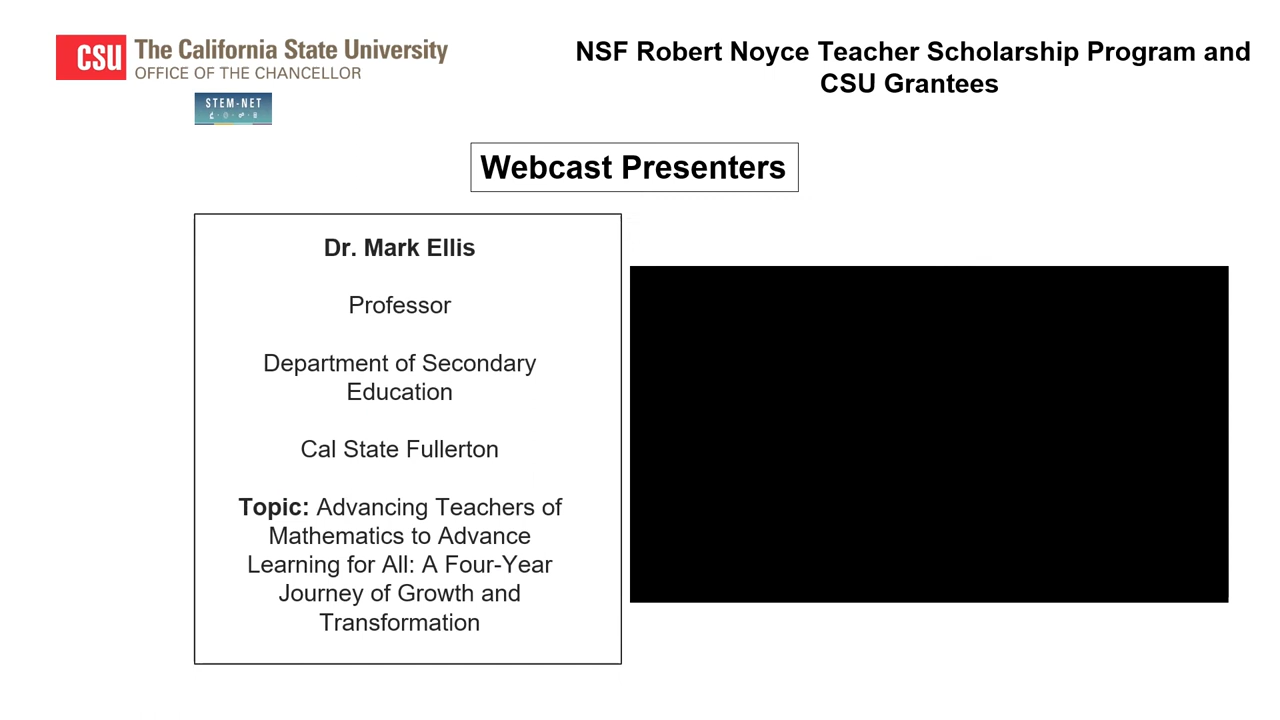 CSU The California State University
OFFICE OF THE CHANCELLOR
STEM-NET
NSF Robert Noyce Teacher Scholarship Program and
CSU Grantees
Webcast Presenters
Dr. Mark Ellis
Professor
Department of Secondary
Education
Cal State Fullerton
Topic: Advancing Teachers of
Mathematics to Advance
Learning for All: A Four-Year
Journey of Growth and
Transformation